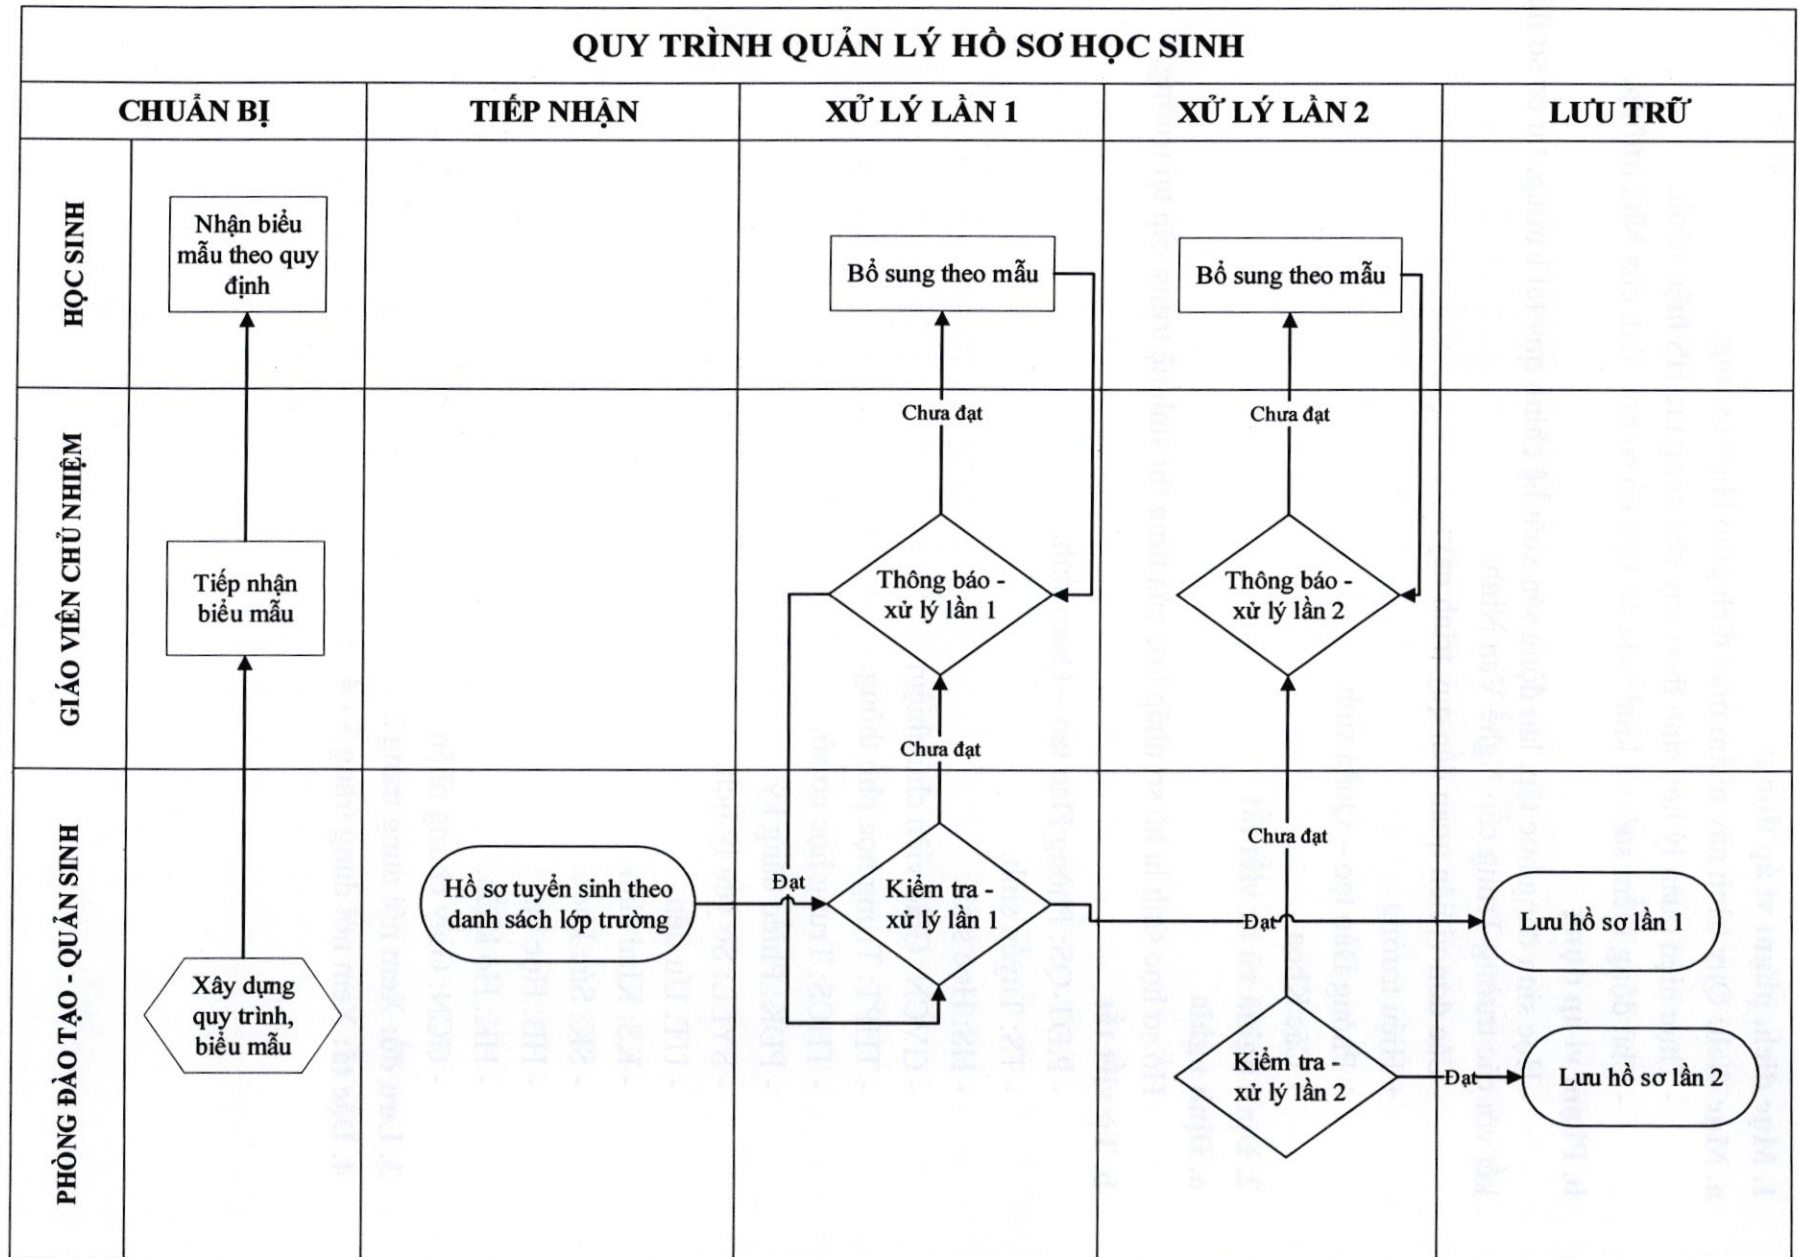 QUY TRÌNH QUẢN LÝ HỒ SƠ HỌC SINH
CHUẨN BỊ
TIẾP NHẬN
XỬ LÝ LẦN 1
XỬ LÝ LẦN 2
LƯU TRỮ
HỌC SINH
Nhận biểu
mẫu theo quy
định
Bổ sung theo mẫu
Bổ sung theo mẫu
GIÁO VIÊN CHỦ NHIỆM
Chưa đạt
Chưa đạt
Tiếp nhận
biểu mẫu
Thông báo -
xử lý lần 1
Thông báo -
xử lý lần 2
Chưa đạt
PHÒNG ĐÀO TẠO - QUẢN SINH
Chưa đạt
Hồ sơ tuyển sinh theo
danh sách lớp trường
Đạt
Kiểm tra -
xử lý lần 1
Đạt
Lưu hồ sơ lần 1
Xây dựng
quy trình,
biểu mẫu
Kiểm tra -
xử lý lần 2
Đạt
Lưu hồ sơ lần 2